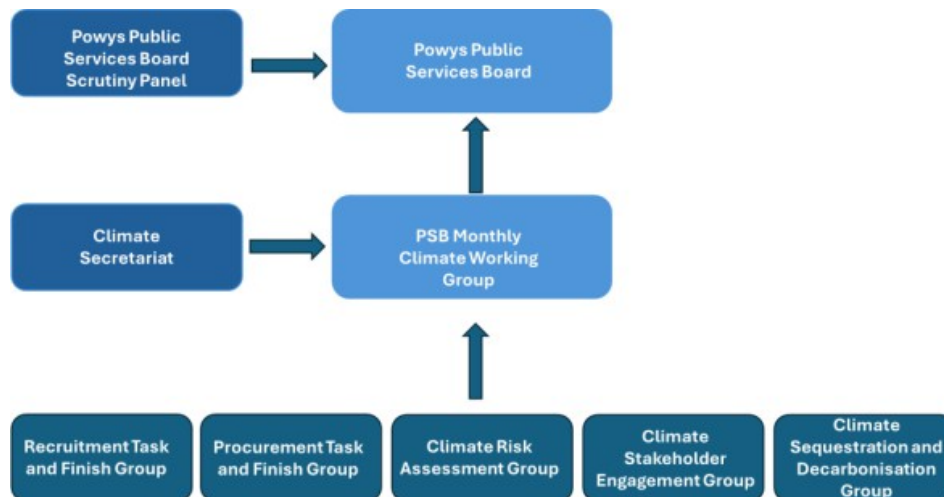 Powys Public
Services Board
Scrutiny Panel
Powys Public
Services Board
Climate
Secretariat
PSB Monthly
Climate Working
Group
Recruitment Task
and Finish Group
Procurement Task
and Finish Group
Climate Risk
Assessment Group
Climate
Stakeholder
Engagement Group
Climate
Sequestration and
Decarbonisation
Group